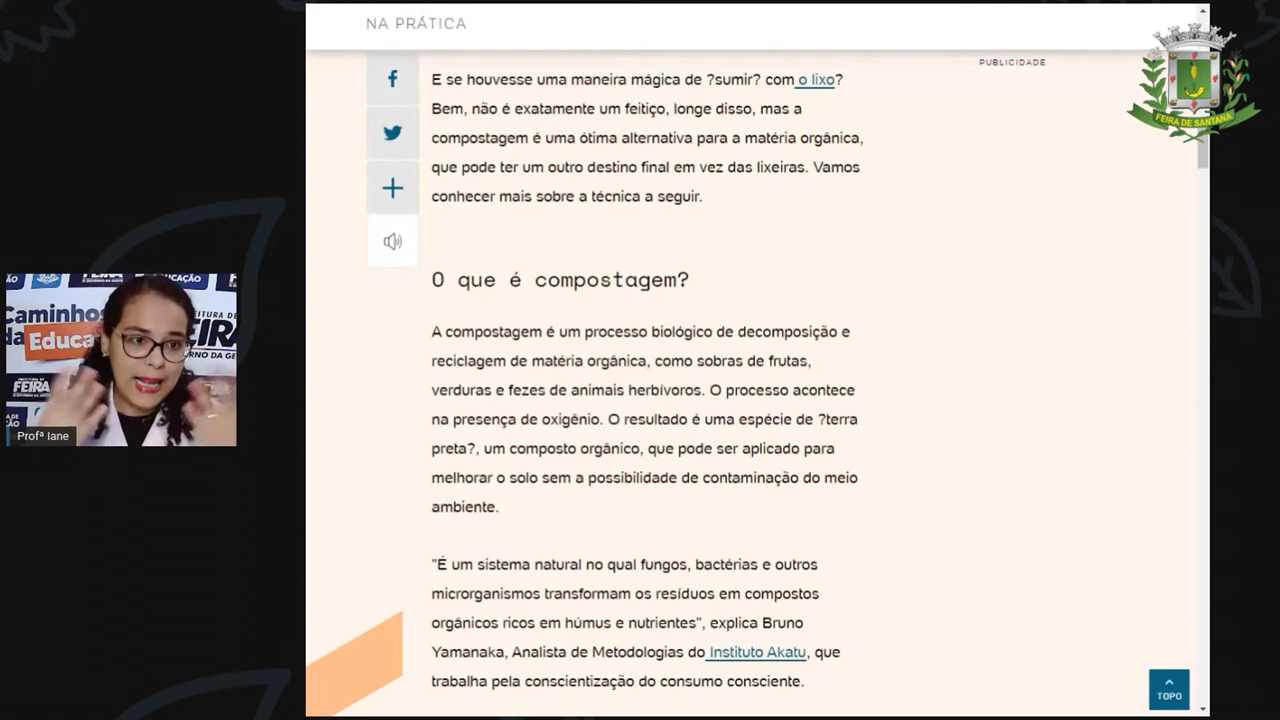 NA PRÁTICA
PUBLICIDADE
FEIRA DE SANTANA
E se houvesse uma maneira mágica de ?sumir? com o lixo?
Bem, não é exatamente um feitiço, longe disso, mas a
compostagem é uma ótima alternativa para a matéria orgânica,
que pode ter um outro destino final em vez das lixeiras. Vamos
conhecer mais sobre a técnica a seguir.
O que é compostagem?
A compostagem é um processo biológico de decomposição e
reciclagem de matéria orgânica, como sobras de frutas,
verduras e fezes de animais herbívoros. O processo acontece
na presença de oxigênio. O resultado é uma espécie de ?terra
preta?, um composto orgânico, que pode ser aplicado para
melhorar o solo sem a possibilidade de contaminação do meio
ambiente.
"É um sistema natural no qual fungos, bactérias e outros
microrganismos transformam os resíduos em compostos
orgânicos ricos em húmus e nutrientes", explica Bruno
Yamanaka, Analista de Metodologias do Instituto Akatu, que
trabalha pela conscientização do consumo consciente.
TOPO
Caminhos
da Educa
FEIRA
Profª Iane